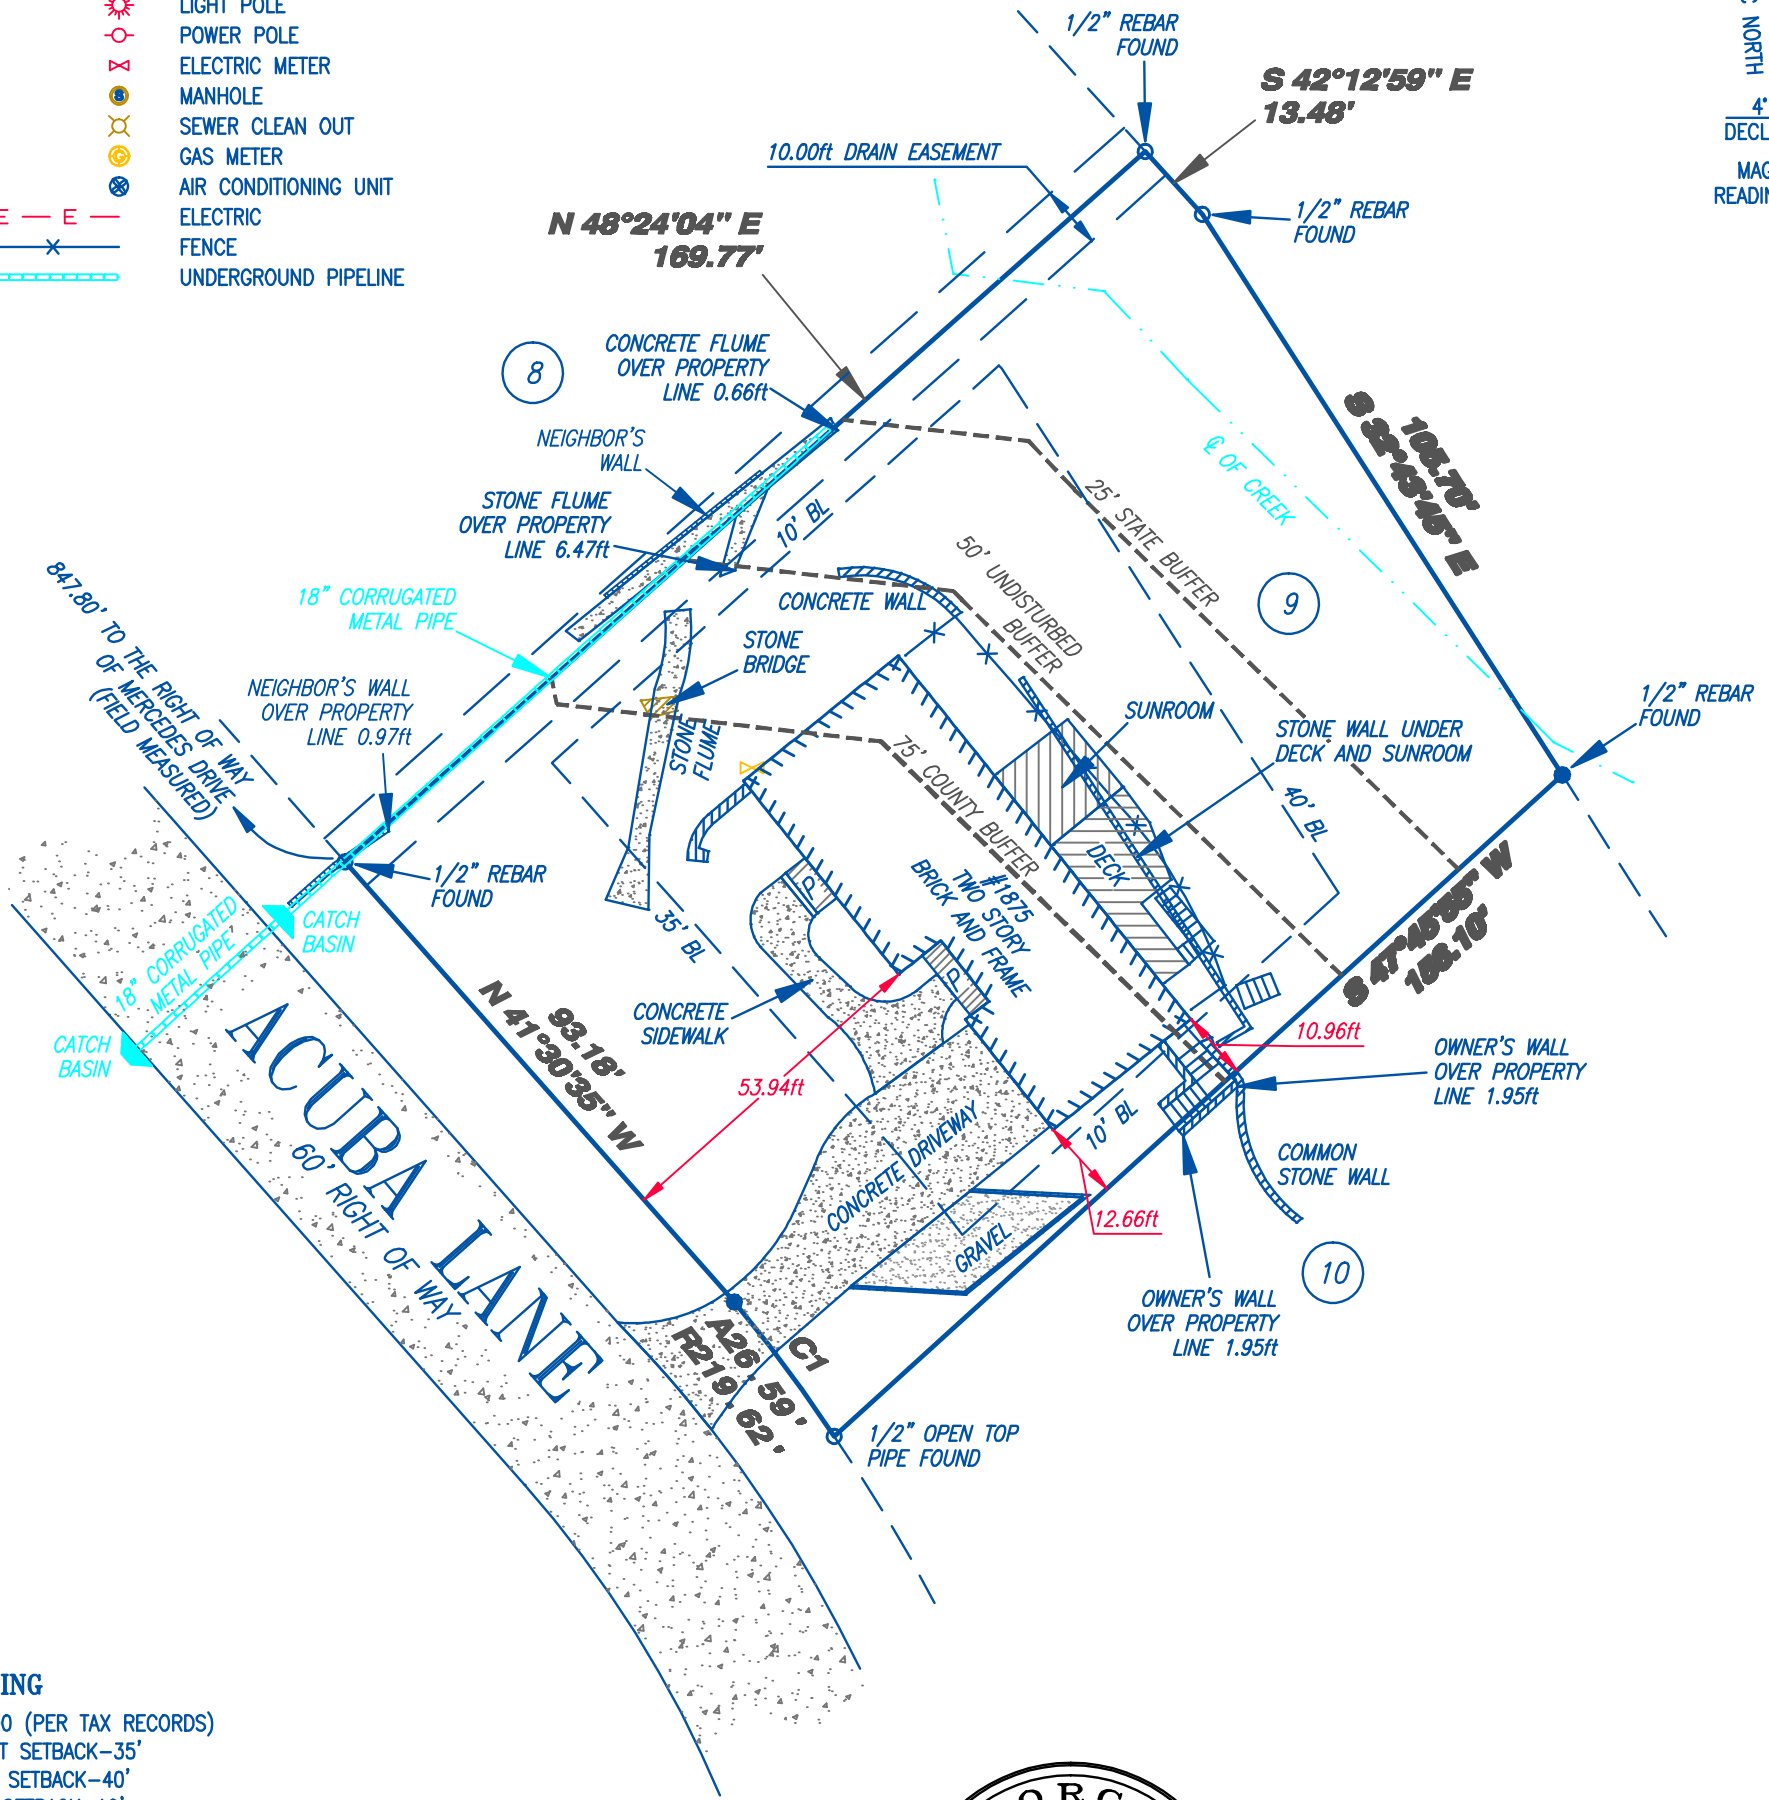 LIGHT POLE
POWER POLE
ELECTRIC METER
S
MANHOLE
SEWER CLEAN OUT
G
GAS METER
AIR CONDITIONING UNIT
E E
ELECTRIC
FENCE
UNDERGROUND PIPELINE
C NORTH
4°
DECL
MAG
READIN
1/2" REBAR
FOUND
S 42°12'59" E
13.48'
10.00ft DRAIN EASEMENT
1/2" REBAR
FOUND
N 48°24'04" E
169.77'
8
CONCRETE FLUME
OVER PROPERTY
LINE 0.66ft
NEIGHBOR'S
WALL
STONE FLUME
OVER PROPERTY
LINE 6.47ft
10' BL
℄ OF CREEK
105.70'
S 32°43'45" E
25' STATE BUFFER
50' UNDISTURBED
BUFFER
9
CONCRETE WALL
STONE
BRIDGE
18" CORRUGATED
METAL PIPE
847.80' TO THE RIGHT OF WAY
OF MERCEDES DRIVE
(FIELD MEASURED)
NEIGHBOR'S WALL
OVER PROPERTY
LINE 0.97ft
STONE
FLUME
75' COUNTY BUFFER
SUNROOM
STONE WALL UNDER
DECK AND SUNROOM
1/2" REBAR
FOUND
40' BL
DECK
1/2" REBAR
FOUND
P
#1875
TWO STORY
BRICK AND FRAME
P
35' BL
S 47°45'55" W
156.10'
CATCH
BASIN
18" CORRUGATED
METAL PIPE
CATCH
BASIN
CONCRETE
SIDEWALK
93.18'
N 41°30'35" W
53.94ft
10.96ft
OWNER'S WALL
OVER PROPERTY
LINE 1.95ft
10' BL
COMMON
STONE WALL
CONCRETE DRIVEWAY
12.66ft
GRAVEL
10
OWNER'S WALL
OVER PROPERTY
LINE 1.95ft
ACUBA LANE
60' RIGHT OF WAY
C1
A26.59'
R219.62'
1/2" OPEN TOP
PIPE FOUND
ING
0 (PER TAX RECORDS)
T SETBACK-35'
SETBACK-40'
ORG